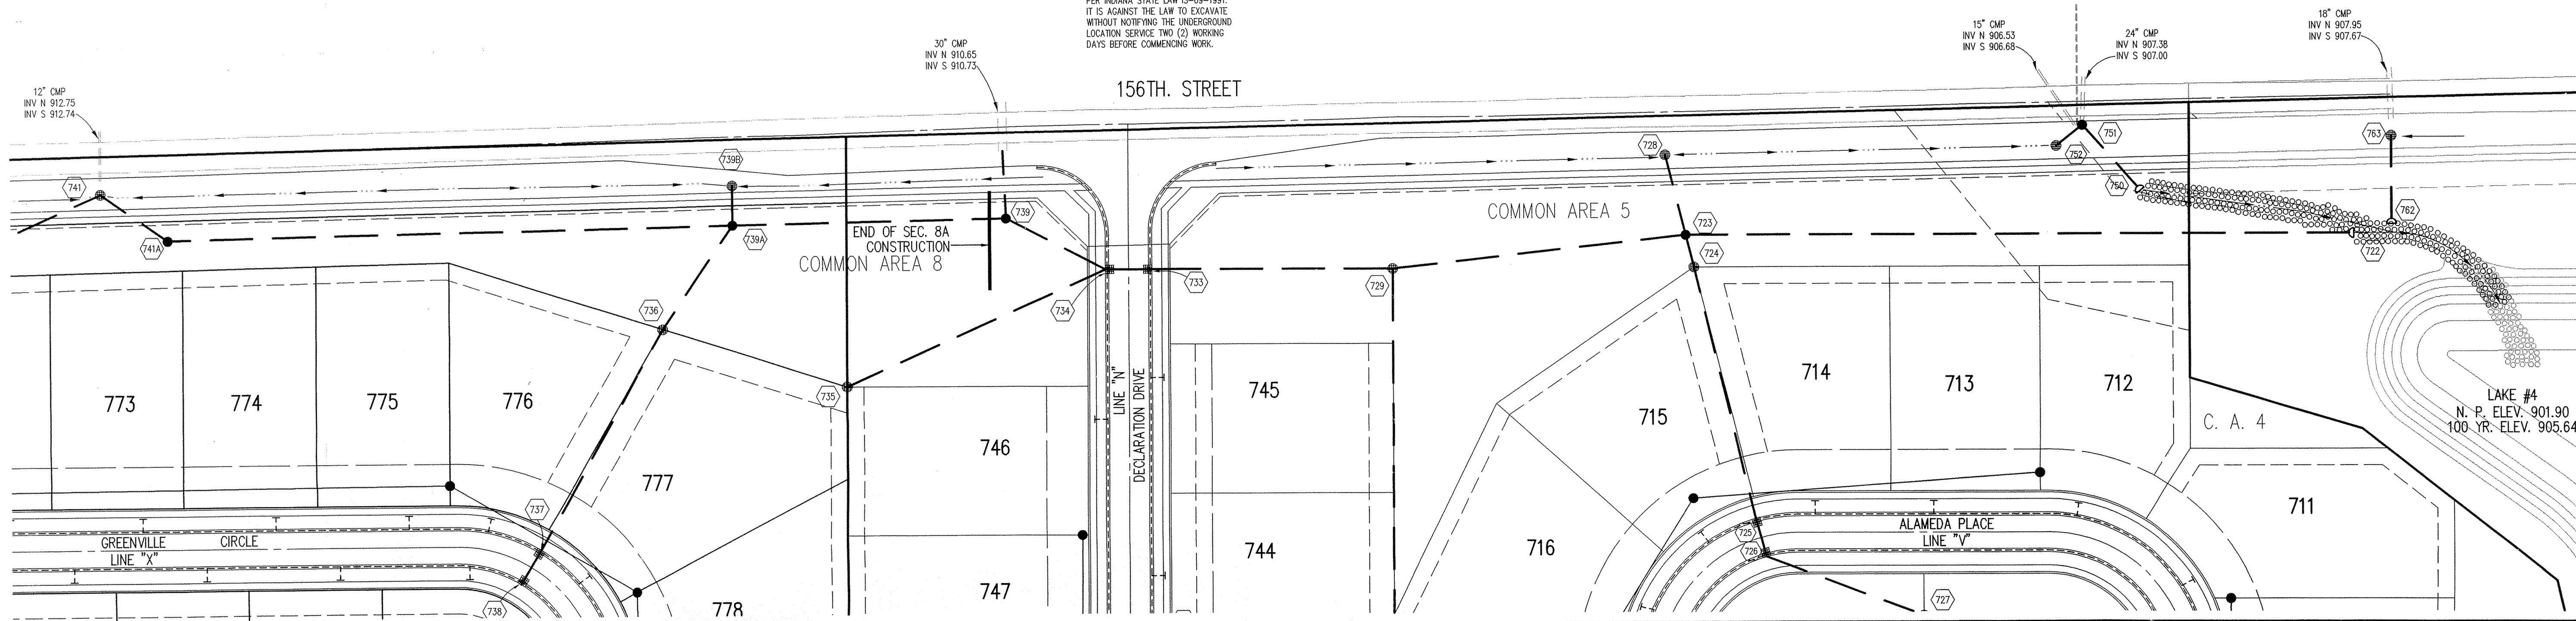 PER INDIANA STATE LAW IS-69-1991.
IT IS AGAINST THE LAW TO EXCAVATE
WITHOUT NOTIFYING THE UNDERGROUND
LOCATION SERVICE TWO (2) WORKING
DAYS BEFORE COMMENCING WORK.
12" CMP
INV N 912.75
INV S 912.74
30" CMP
INV N 910.65
INV S 910.73
156TH. STREET
15" CMP
INV N 906.53
INV S 906.68
24" CMP
INV N 907.38
INV S 907.00
18" CMP
INV N 907.95
INV S 907.67
741
739B
728
752
751
763
750
741A
739A
739
END OF SEC. 8A
CONSTRUCTION
COMMON AREA 8
COMMON AREA 5
723
724
762
722
733
734
729
736
735
773
774
775
776
777
778
746
747
745
744
715
716
714
713
712
711
C. A. 4
LAKE #4
N. P. ELEV. 901.90
100 YR. ELEV. 905.64
LINE "N"
DECLARATION DRIVE
737
738
GREENVILLE CIRCLE
LINE "X"
725
726
727
ALAMEDA PLACE
LINE "V"